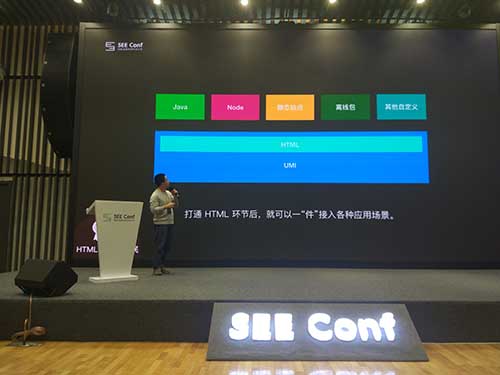 SEE Conf
Java
Node
静态站点
离线包
其他自定义
HTML
UMI
打通 HTML 环节后，就可以一“件”接入各种应用场景。
SEE Conf
HTML
SEE Conf